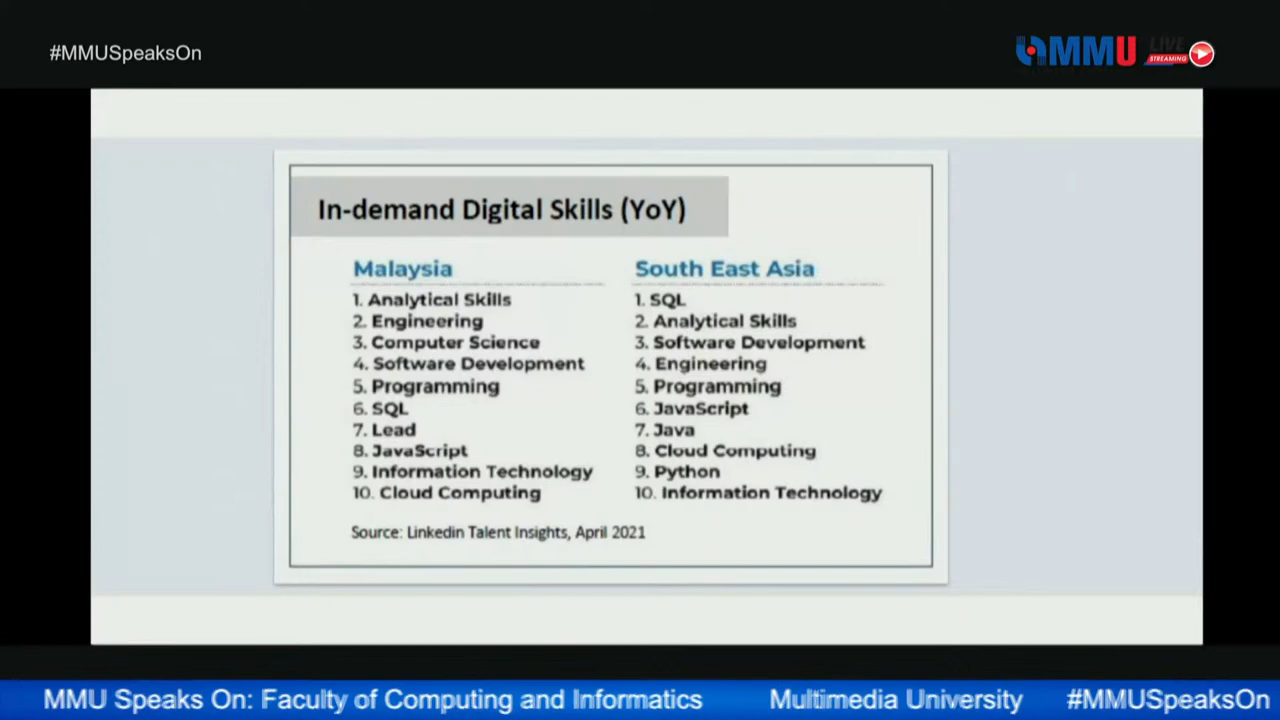 #MMUSpeaksOn
MMU
LIVE
STREAMING
In-demand Digital Skills (YoY)
Malaysia
1. Analytical Skills
2. Engineering
3. Computer Science
4. Software Development
5. Programming
6. SQL
7. Lead
8. JavaScript
9. Information Technology
10. Cloud Computing
South East Asia
1. SQL
2. Analytical Skills
3. Software Development
4. Engineering
5. Programming
6. JavaScript
7. Java
8. Cloud Computing
9. Python
10. Information Technology
Source: Linkedin Talent Insights, April 2021
MMU Speaks On: Faculty of Computing and Informatics Multimedia University #MMUSpeaksOn